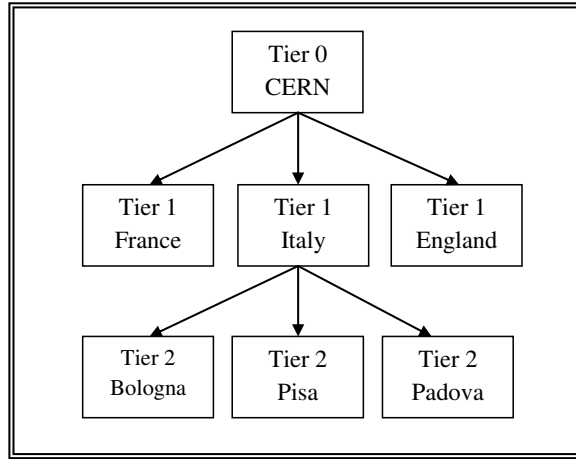 Tier 0
CERN
Tier 1
France
Tier 1
Italy
Tier 1
England
Tier 2
Bologna
Tier 2
Pisa
Tier 2
Padova